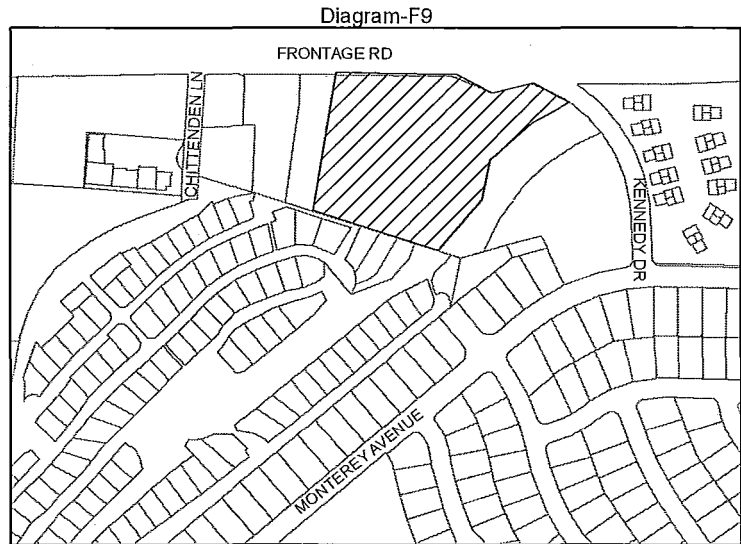 Diagram-F9
FRONTAGE RD
CHITTENDEN LN
KENNEDY DR
MONTEREY AVENUE